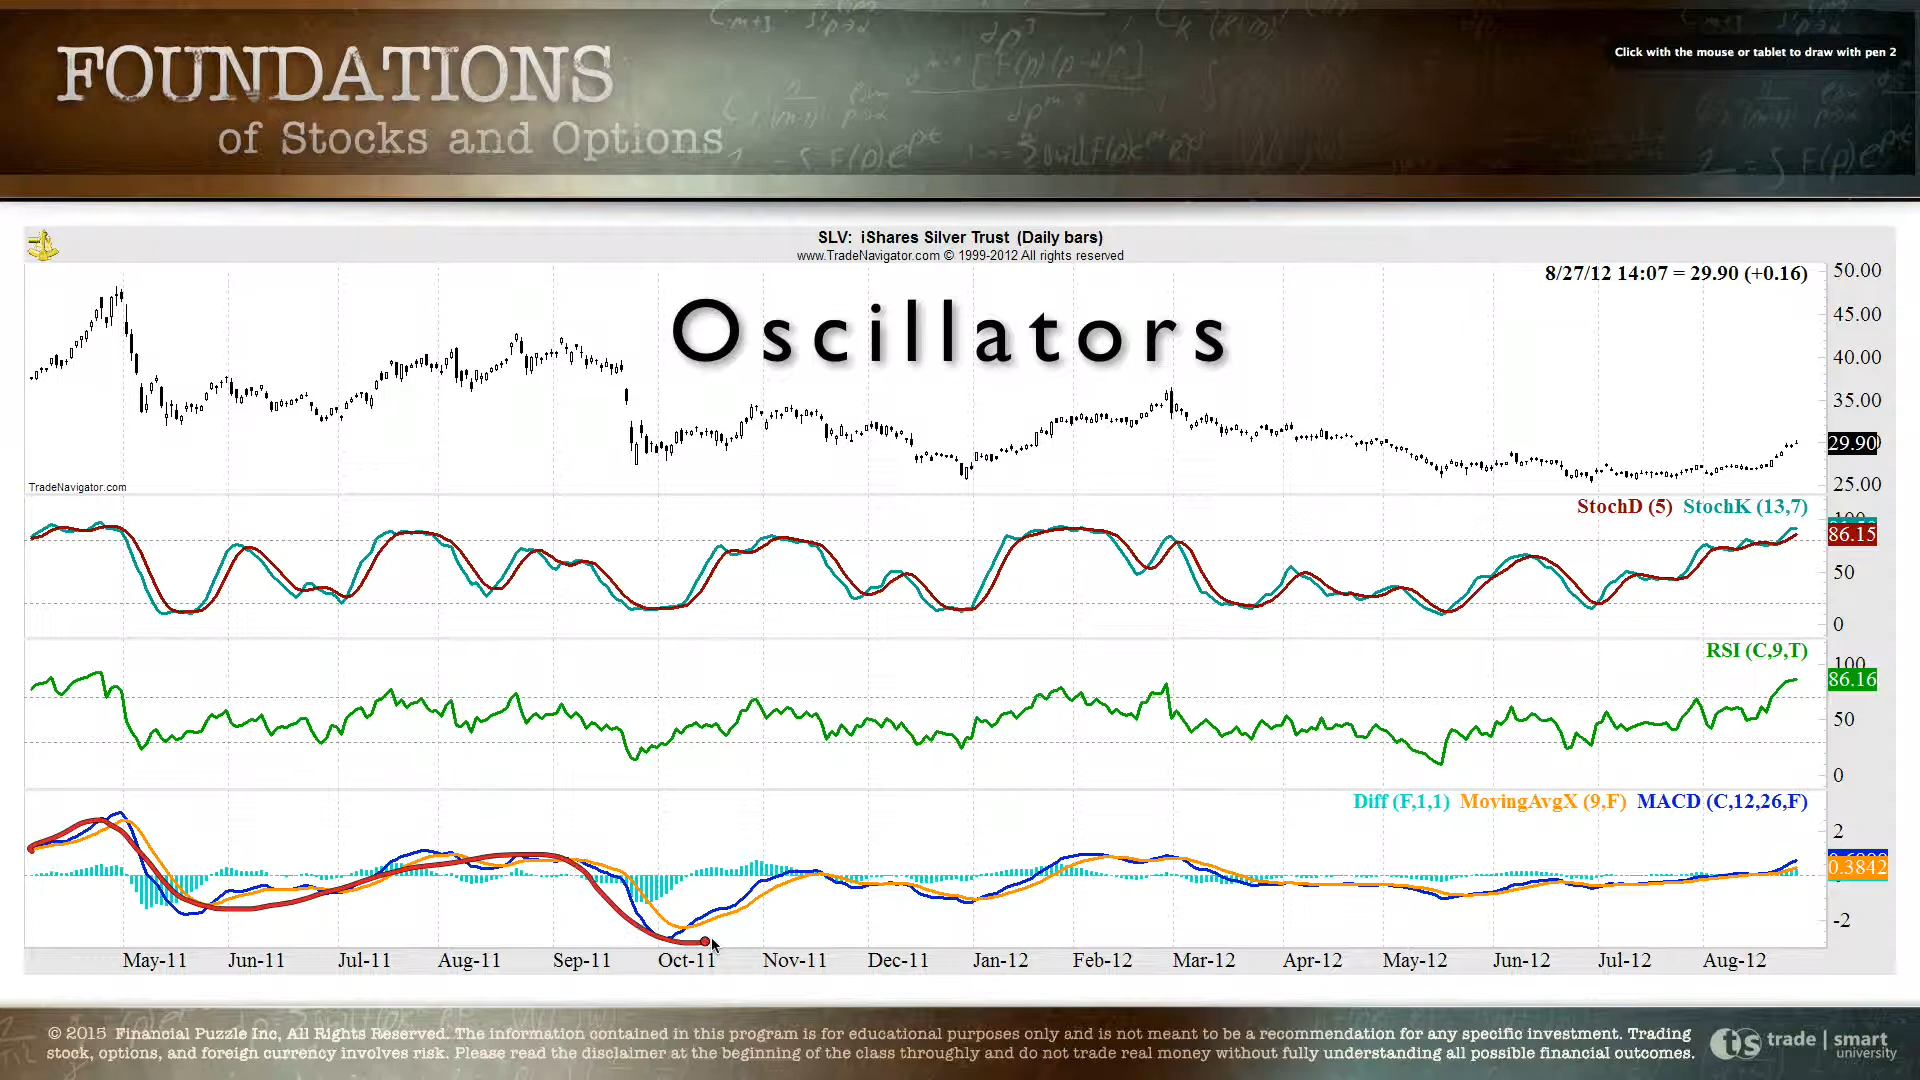 FOUNDATIONS
of Stocks and Options
Click with the mouse or tablet to draw with pen 2
SLV: iShares Silver Trust (Daily bars)
www.TradeNavigator.com © 1999-2012 All rights reserved
8/27/12 14:07 = 29.90 (+0.16)
Oscillators
50.00
45.00
40.00
35.00
29.90
25.00
TradeNavigator.com
StochD (5) StochK (13,7)
100
86.15
50
0
RSI (C,9,T)
100
86.16
50
0
Diff (F,1,1) MovingAvgX (9,F) MACD (C,12,26,F)
2
0.3842
-2
May-11 Jun-11 Jul-11 Aug-11 Sep-11 Oct-11 Nov-11 Dec-11 Jan-12 Feb-12 Mar-12 Apr-12 May-12 Jun-12 Jul-12 Aug-12
© 2015 Financial Puzzle Inc, All Rights Reserved. The information contained in this program is for educational purposes only and is not meant to be a recommendation for any specific investment. Trading
stock, options, and foreign currency involves risk. Please read the disclaimer at the beginning of the class throughly and do not trade real money without fully understanding all possible financial outcomes.
ts trade | smart
university